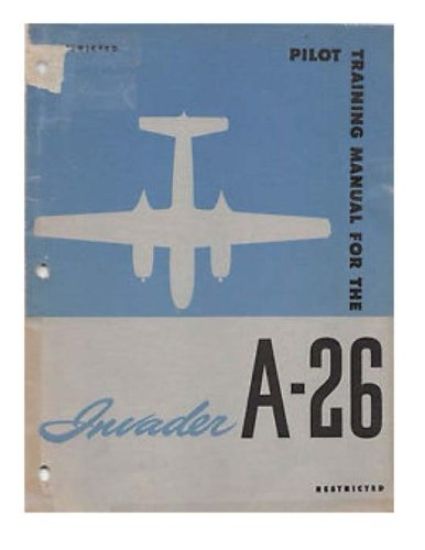 PILOT
TRAINING MANUAL FOR THE
Invader
A-26
RESTRICTED